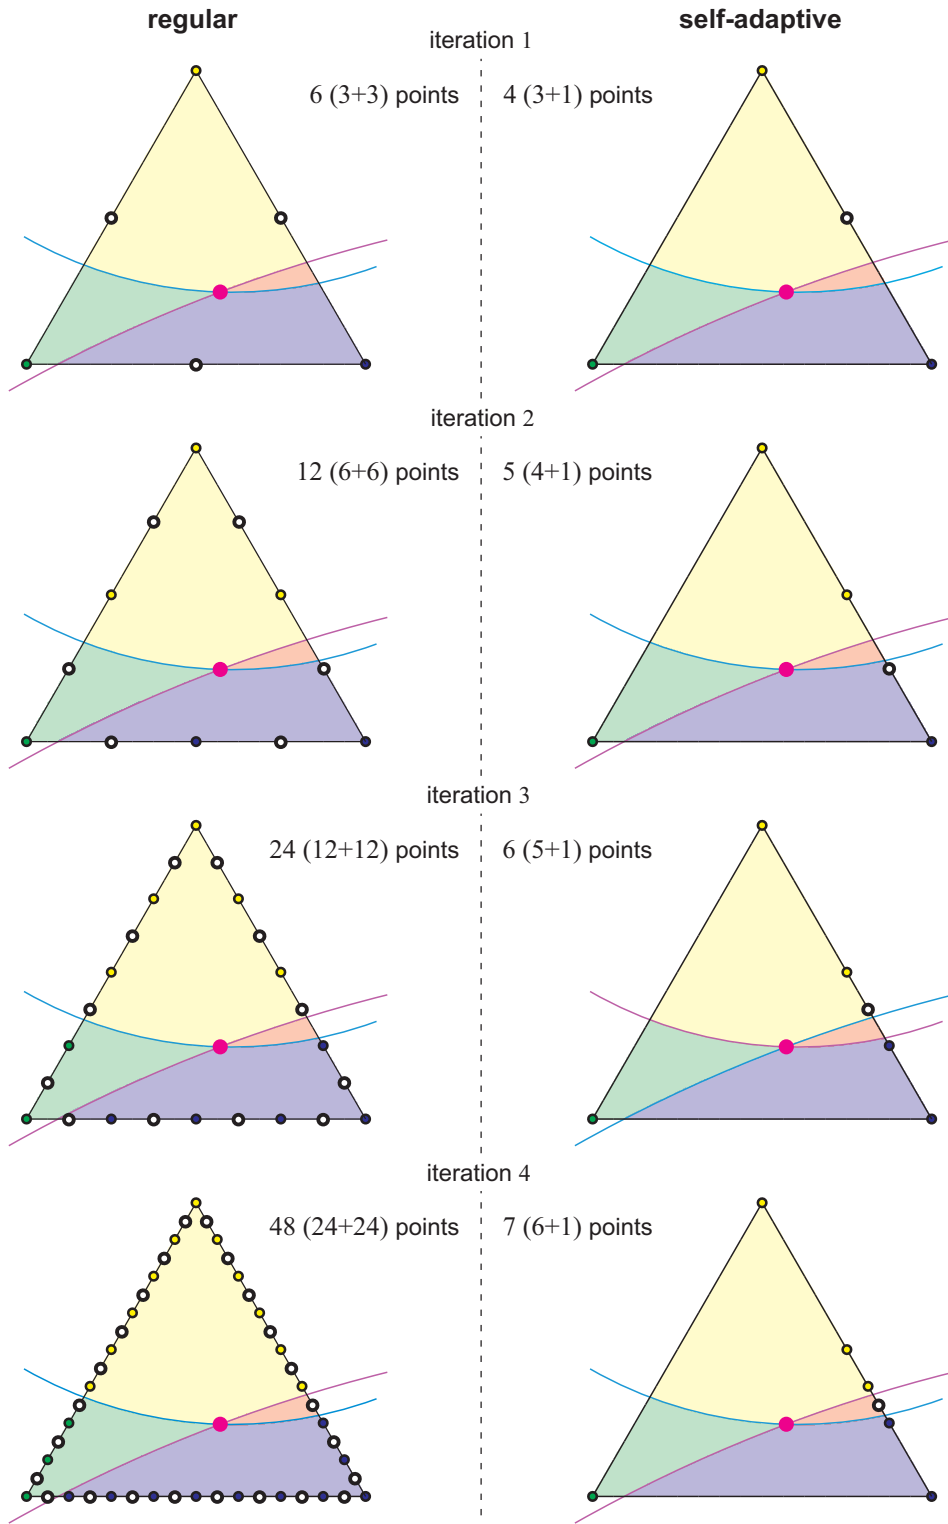 regular self-adaptive
iteration 1
6 (3+3) points 4 (3+1) points
iteration 2
12 (6+6) points 5 (4+1) points
iteration 3
24 (12+12) points 6 (5+1) points
iteration 4
48 (24+24) points 7 (6+1) points